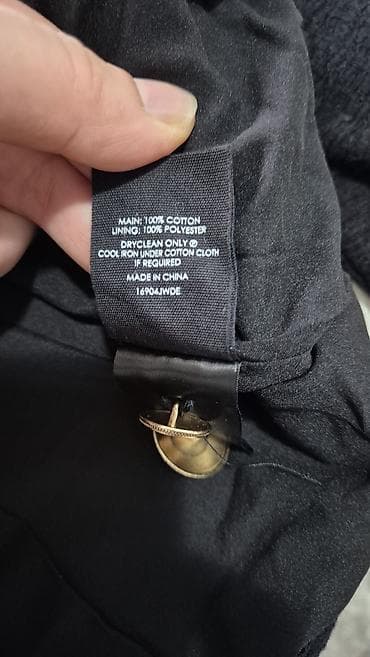 MAIN: 100% COTTON
LINING: 100% POLYESTER
DRYCLEAN ONLY Ⓟ
COOL IRON UNDER COTTON CLOTH
IF REQUIRED
MADE IN CHINA
16904JWDE